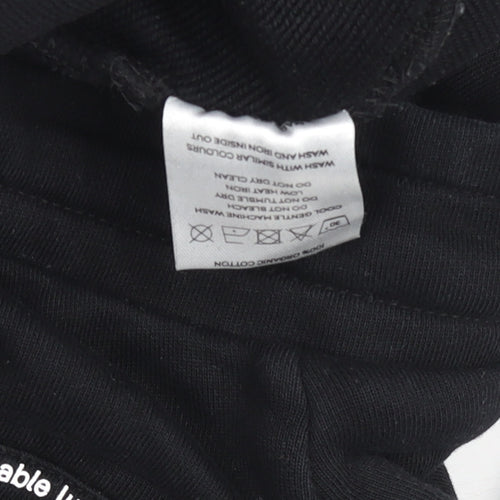 100% ORGANIC COTTON
30°
COOL GENTLE MACHINE WASH
DO NOT BLEACH
DO NOT TUMBLE DRY
LOW HEAT IRON
DO NOT DRY CLEAN
WASH WITH SIMILAR COLOURS
WASH AND IRON INSIDE OUT
able